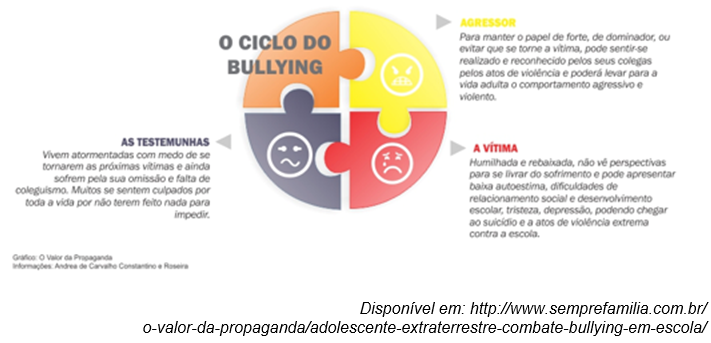 O CICLO DO
BULLYING
AGRESSOR
Para manter o papel de forte, de dominador, ou
evitar que se torne a vítima, pode sentir-se
realizado e reconhecido pelos seus colegas
pelos atos de violência e poderá levar para a
vida adulta o comportamento agressivo e
violento.
AS TESTEMUNHAS
Vivem atormentadas com medo de se
tornarem as próximas vítimas e ainda
sofrem pela sua omissão e falta de
coleguismo. Muitos se sentem culpados por
toda a vida por não terem feito nada para
impedir.
A VÍTIMA
Humilhada e rebaixada, não vê perspectivas
para se livrar do sofrimento e pode apresentar
baixa autoestima, dificuldades de
relacionamento social e desenvolvimento
escolar, tristeza, depressão, podendo chegar
ao suicídio e a atos de violência extrema
contra a escola.
Gráfico: O Valor da Propaganda
Informações: Andrea de Carvalho Constantino e Roseira
Disponível em: http://www.semprefamilia.com.br/
o-valor-da-propaganda/adolescente-extraterrestre-combate-bullying-em-escola/